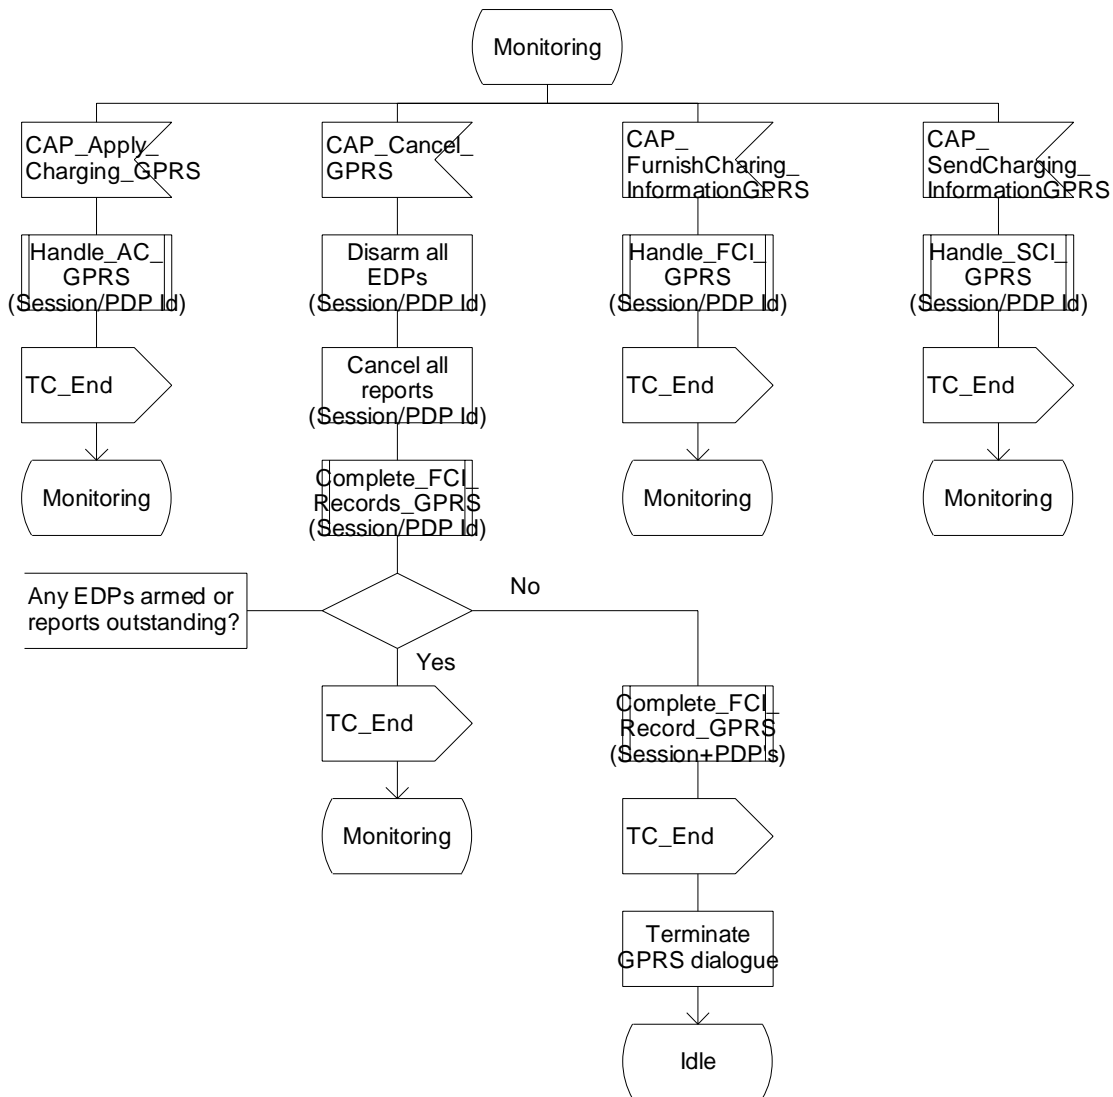 Monitoring
CAP_Apply_
Charging_GPRS
CAP_Cancel_
GPRS
CAP_
FurnishCharing_
InformationGPRS
CAP_
SendCharging_
InformationGPRS
Handle_AC_
GPRS
(Session/PDP Id)
Disarm all
EDPs
(Session/PDP Id)
Handle_FCI_
GPRS
(Session/PDP Id)
Handle_SCI_
GPRS
(Session/PDP Id)
TC_End
Cancel all
reports
(Session/PDP Id)
TC_End
TC_End
Monitoring
Complete_FCI_
Records_GPRS
(Session/PDP Id)
Monitoring
Monitoring
Any EDPs armed or
reports outstanding?
No
Yes
TC_End
Complete_FCI_
Record_GPRS
(Session+PDP's)
Monitoring
TC_End
Terminate
GPRS dialogue
Idle